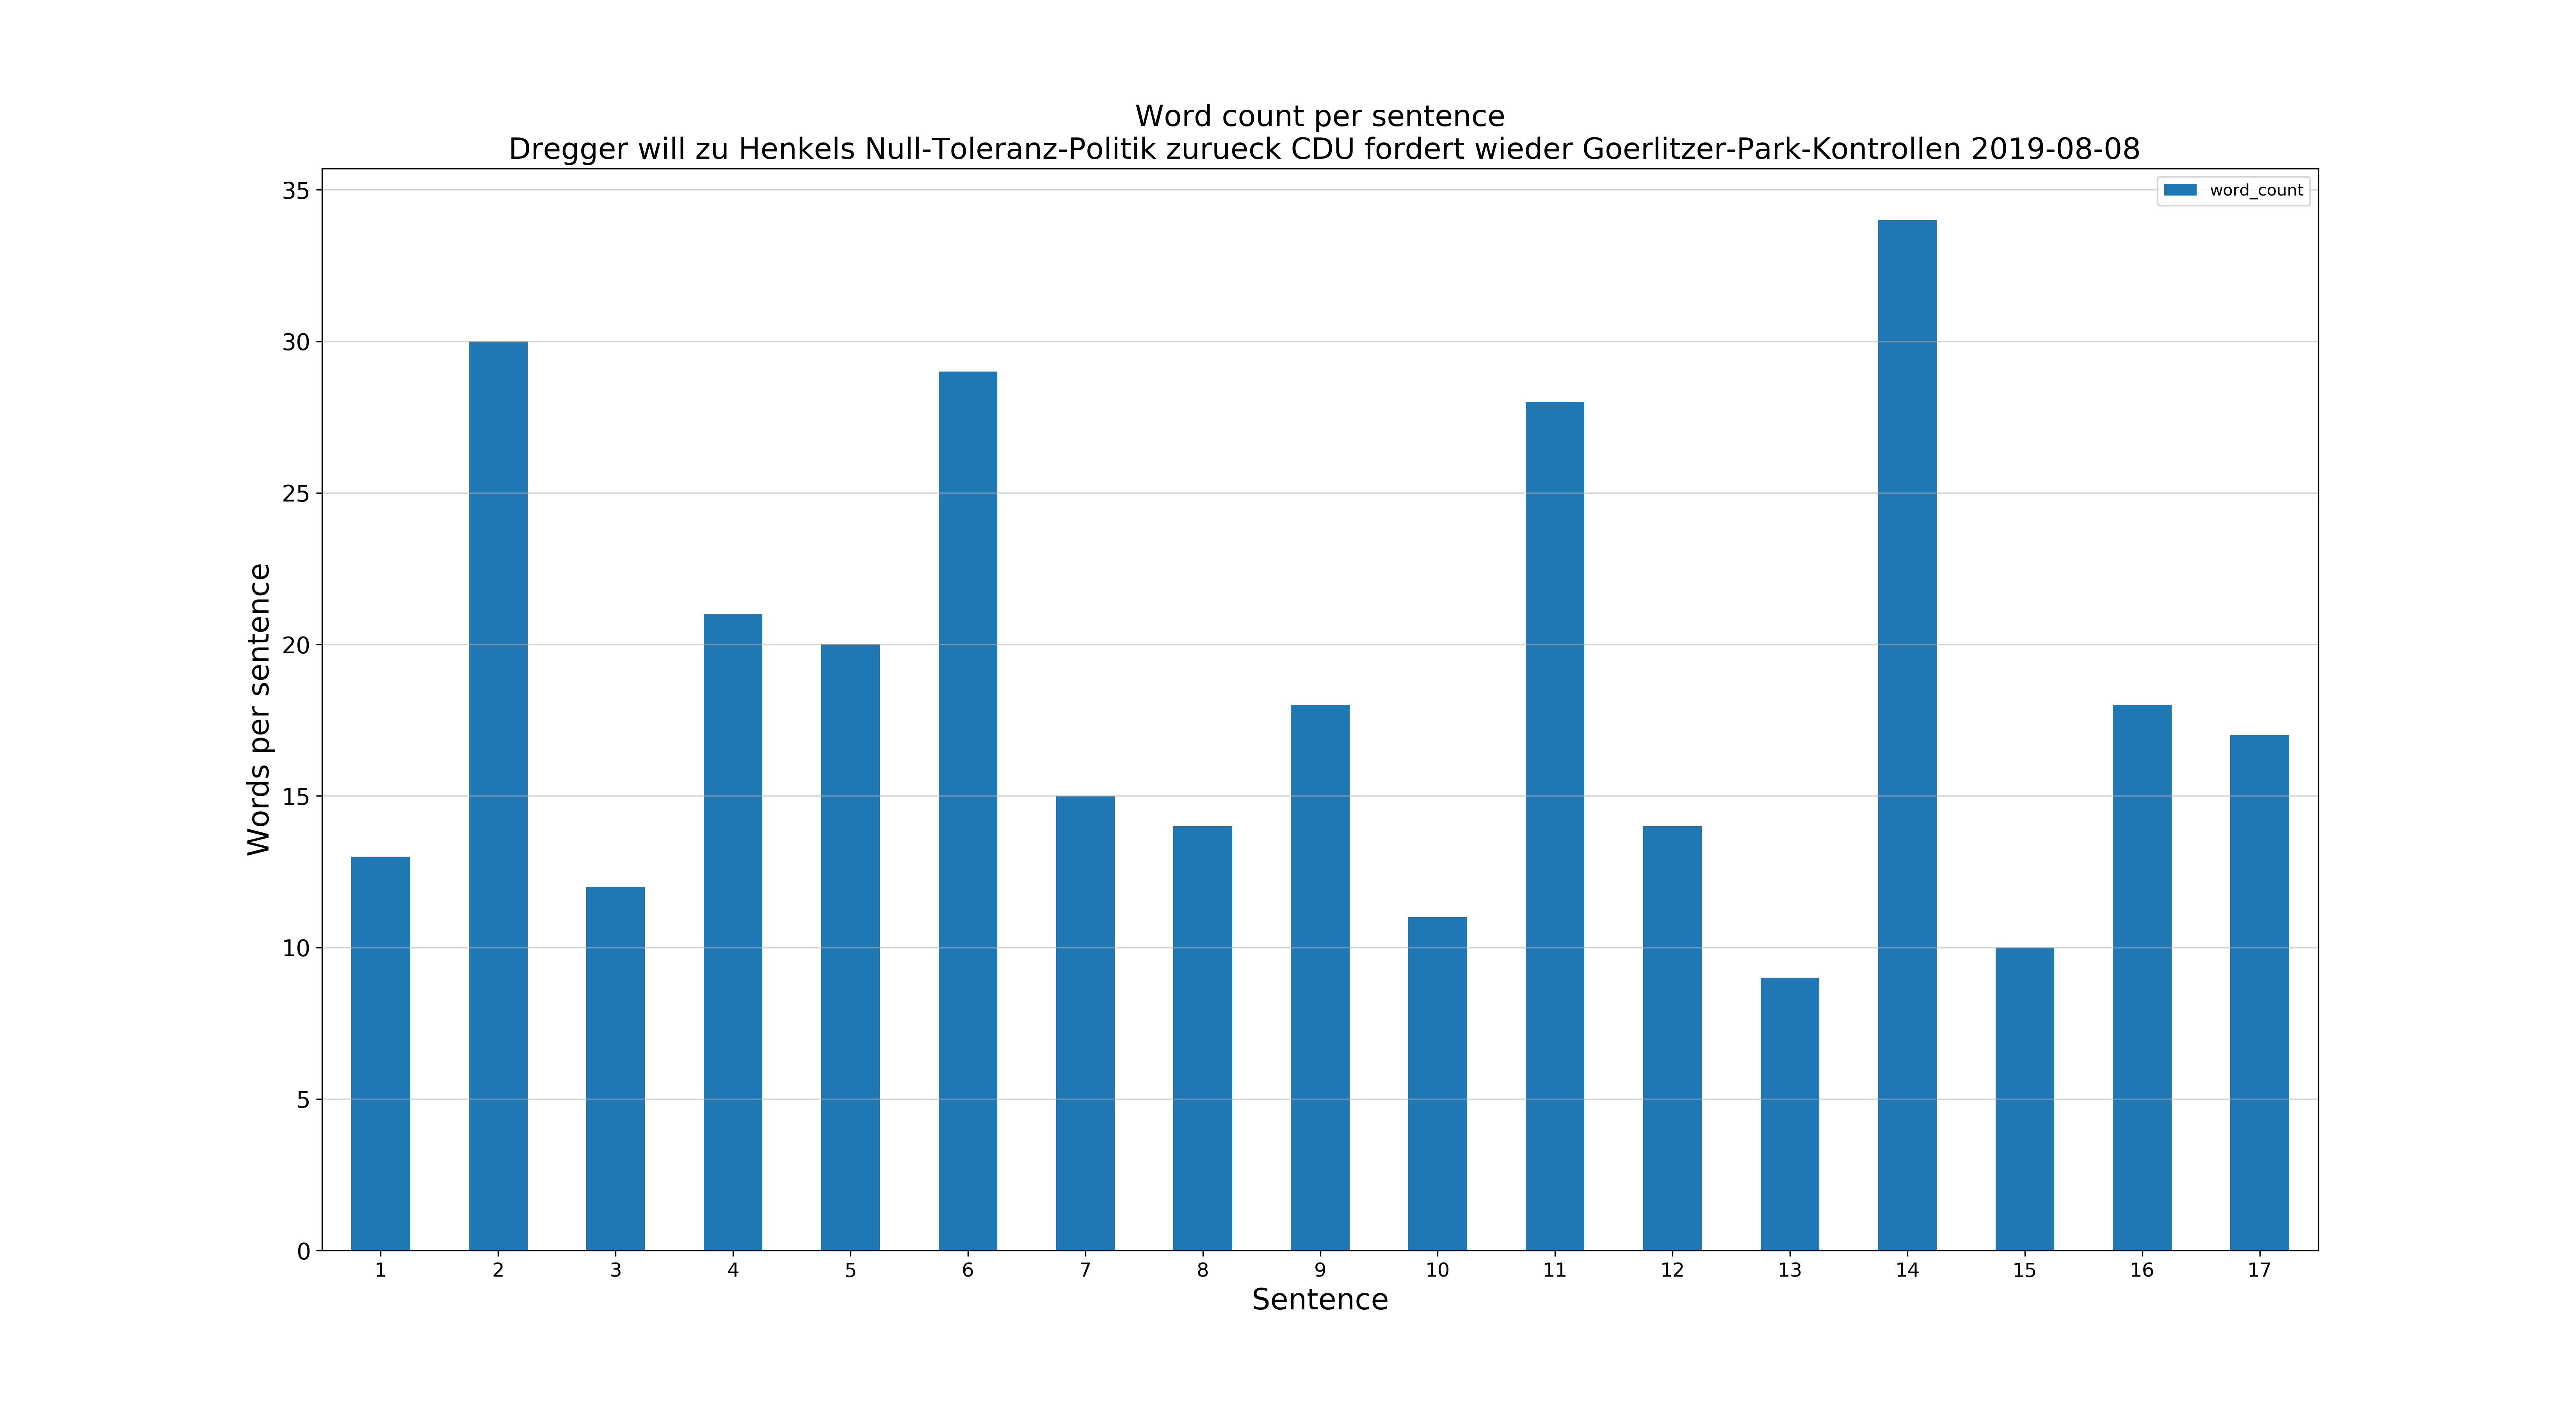 Word count per sentence
Dregger will zu Henkels Null-Toleranz-Politik zurueck CDU fordert wieder Goerlitzer-Park-Kontrollen 2019-08-08
word_count
35
30
25
20
15
10
5
0
Words per sentence
1 2 3 4 5 6 7 8 9 10 11 12 13 14 15 16 17
Sentence